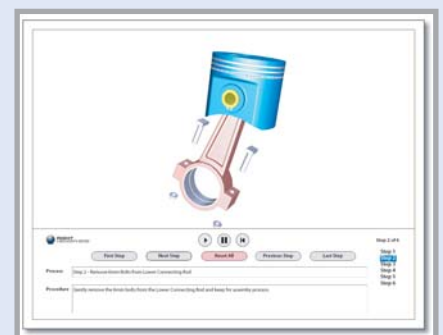 Step 2 of 6
First Step
Next Step
Reset All
Previous Step
Last Step
Step 1
Step 2
Step 3
Step 4
Step 5
Step 6
Process
Step 2 - Remove 6mm Bolts from Lower Connecting Rod
Procedure
Gently remove the 6mm bolts from the Lower Connecting Rod and keep for assembly process